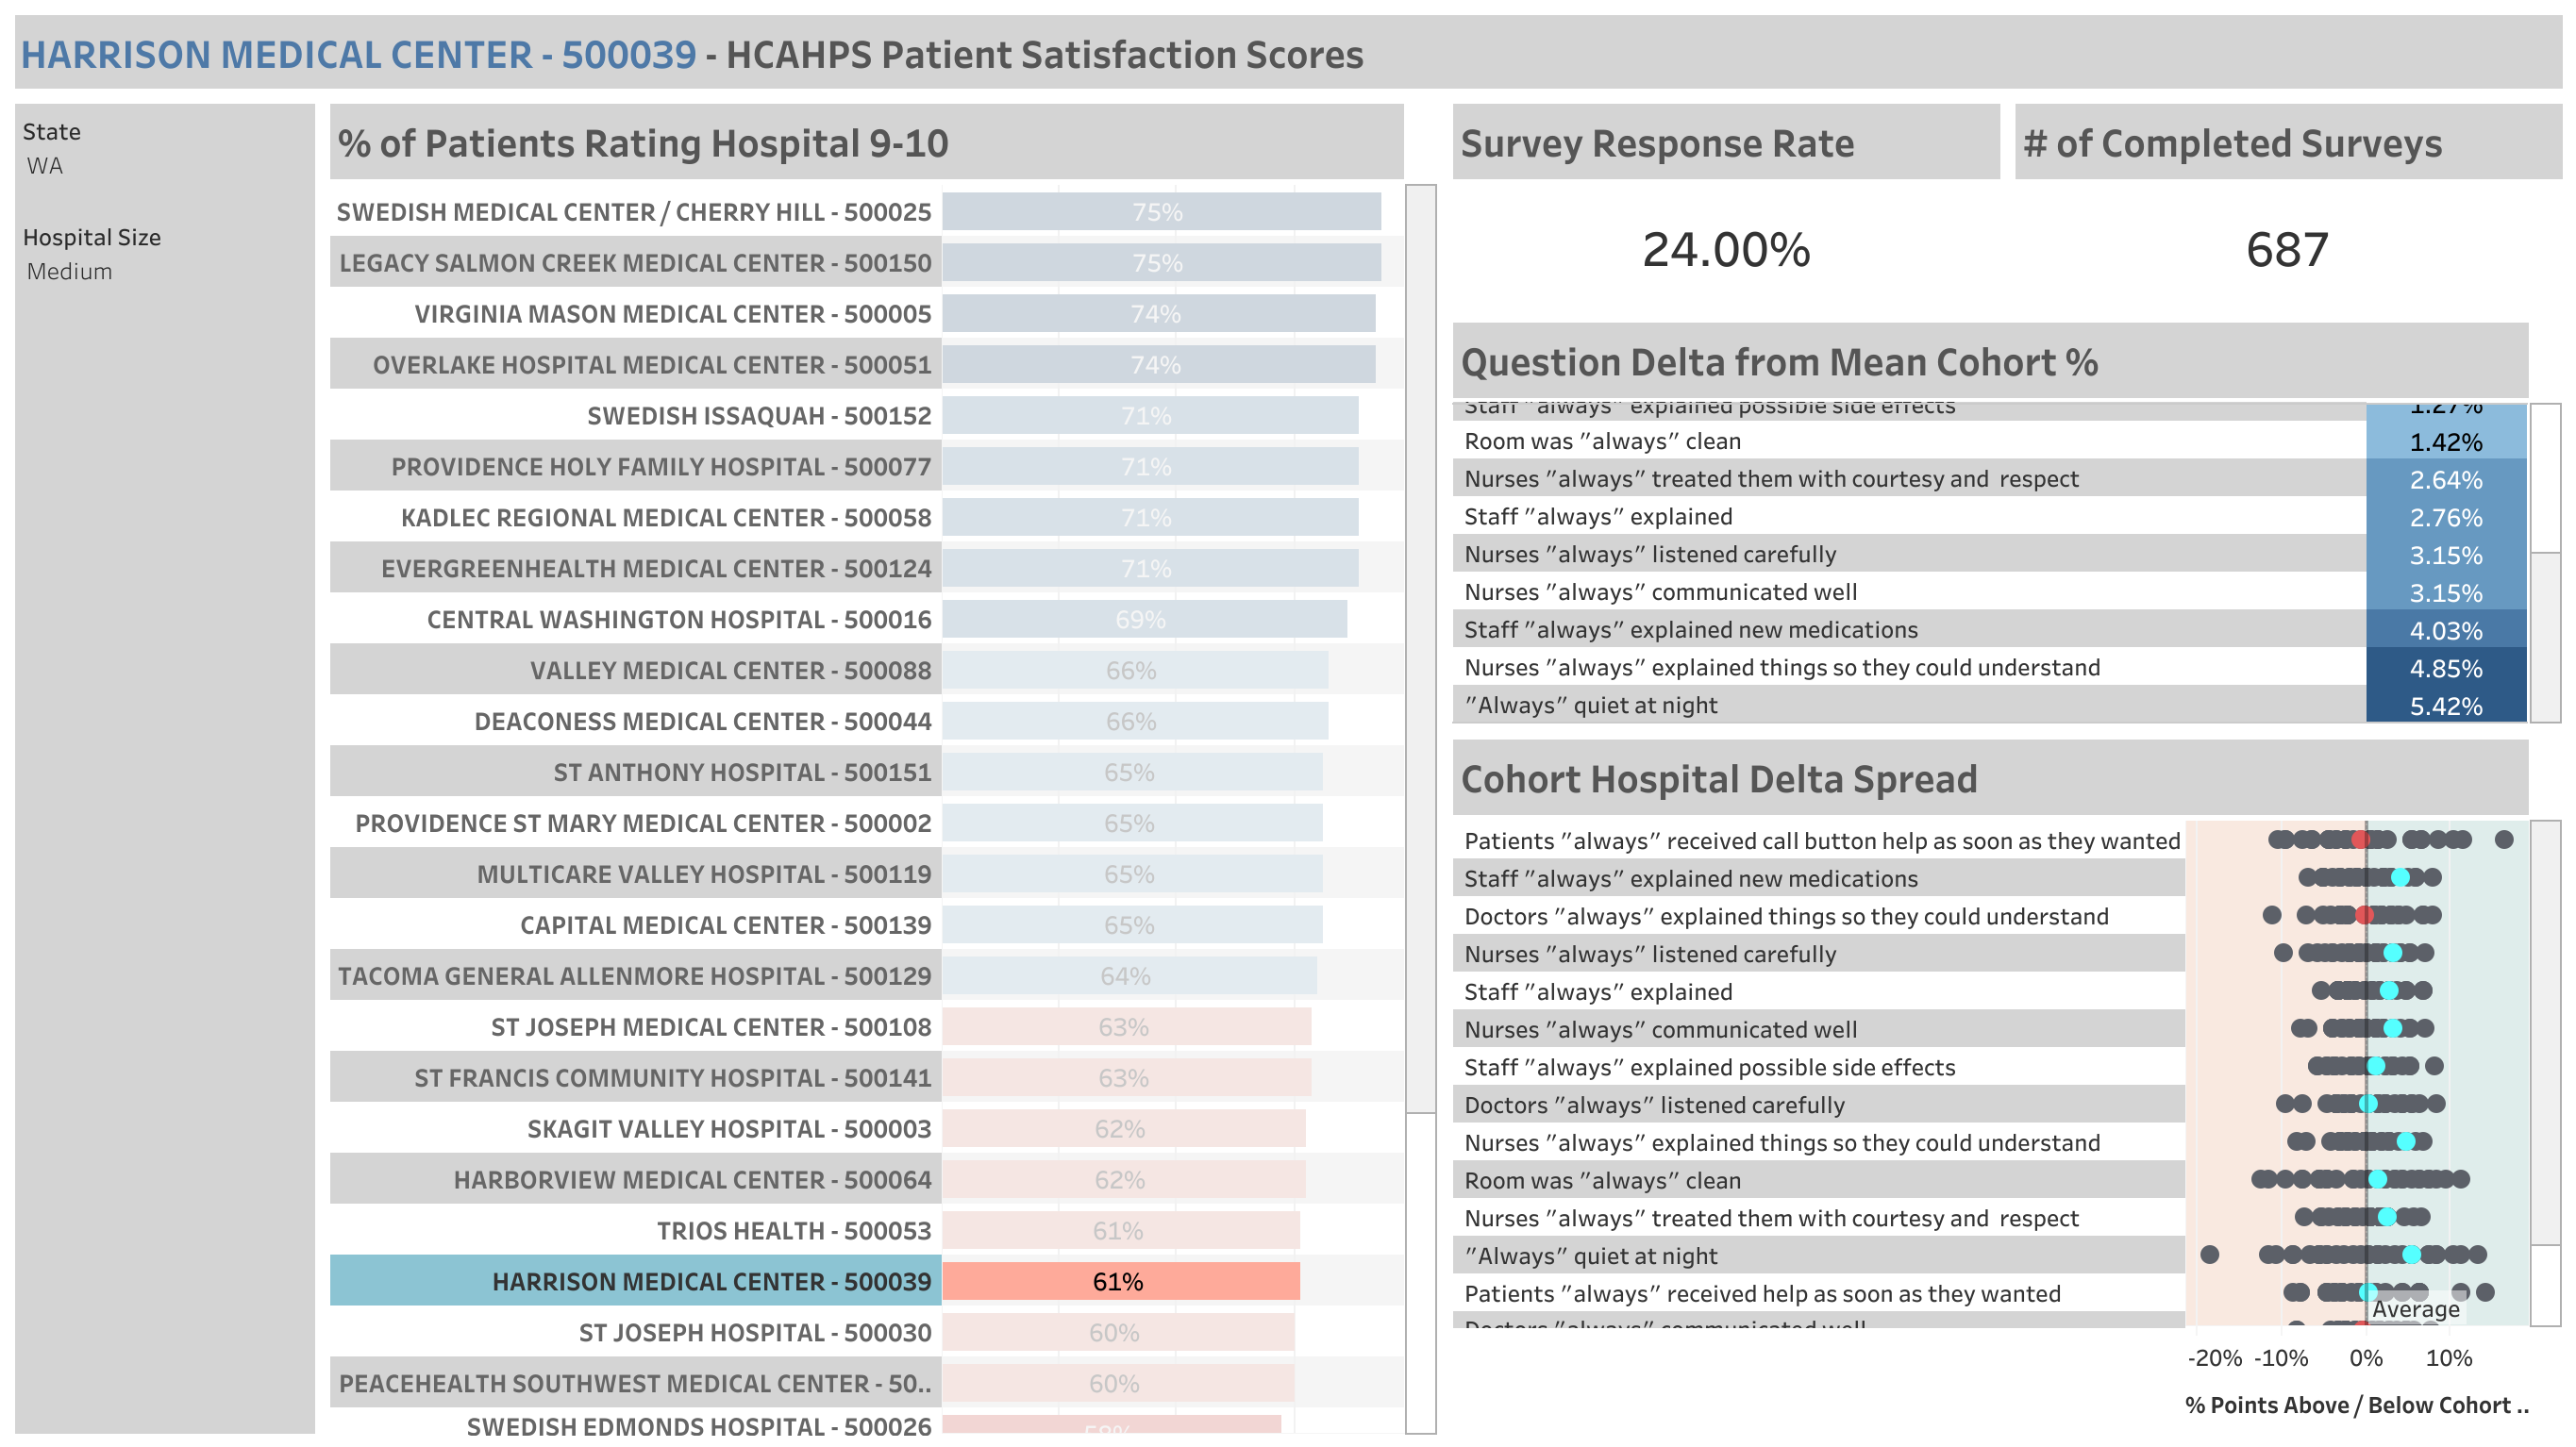 HARRISON MEDICAL CENTER - 500039 - HCAHPS Patient Satisfaction Scores
State
WA
Hospital Size
Medium
% of Patients Rating Hospital 9-10
SWEDISH MEDICAL CENTER / CHERRY HILL - 500025 75%
LEGACY SALMON CREEK MEDICAL CENTER - 500150 75%
VIRGINIA MASON MEDICAL CENTER - 500005 74%
OVERLAKE HOSPITAL MEDICAL CENTER - 500051 74%
SWEDISH ISSAQUAH - 500152 71%
PROVIDENCE HOLY FAMILY HOSPITAL - 500077 71%
KADLEC REGIONAL MEDICAL CENTER - 500058 71%
EVERGREENHEALTH MEDICAL CENTER - 500124 71%
CENTRAL WASHINGTON HOSPITAL - 500016 69%
VALLEY MEDICAL CENTER - 500088 66%
DEACONESS MEDICAL CENTER - 500044 66%
ST ANTHONY HOSPITAL - 500151 65%
PROVIDENCE ST MARY MEDICAL CENTER - 500002 65%
MULTICARE VALLEY HOSPITAL - 500119 65%
CAPITAL MEDICAL CENTER - 500139 65%
TACOMA GENERAL ALLENMORE HOSPITAL - 500129 64%
ST JOSEPH MEDICAL CENTER - 500108 63%
ST FRANCIS COMMUNITY HOSPITAL - 500141 63%
SKAGIT VALLEY HOSPITAL - 500003 62%
HARBORVIEW MEDICAL CENTER - 500064 62%
TRIOS HEALTH - 500053 61%
HARRISON MEDICAL CENTER - 500039 61%
ST JOSEPH HOSPITAL - 500030 60%
PEACEHEALTH SOUTHWEST MEDICAL CENTER - 50.. 60%
SWEDISH EDMONDS HOSPITAL - 500026 58%
Survey Response Rate
24.00%
# of Completed Surveys
687
Question Delta from Mean Cohort %
Staff "always" explained possible side effects 1.27%
Room was "always" clean 1.42%
Nurses "always" treated them with courtesy and  respect 2.64%
Staff "always" explained 2.76%
Nurses "always" listened carefully 3.15%
Nurses "always" communicated well 3.15%
Staff "always" explained new medications 4.03%
Nurses "always" explained things so they could understand 4.85%
"Always" quiet at night 5.42%
Cohort Hospital Delta Spread
Patients "always" received call button help as soon as they wanted
Staff "always" explained new medications
Doctors "always" explained things so they could understand
Nurses "always" listened carefully
Staff "always" explained
Nurses "always" communicated well
Staff "always" explained possible side effects
Doctors "always" listened carefully
Nurses "always" explained things so they could understand
Room was "always" clean
Nurses "always" treated them with courtesy and  respect
"Always" quiet at night
Patients "always" received help as soon as they wanted
Average
Doctors "always" communicated well
-20% -10% 0% 10%
% Points Above / Below Cohort ..